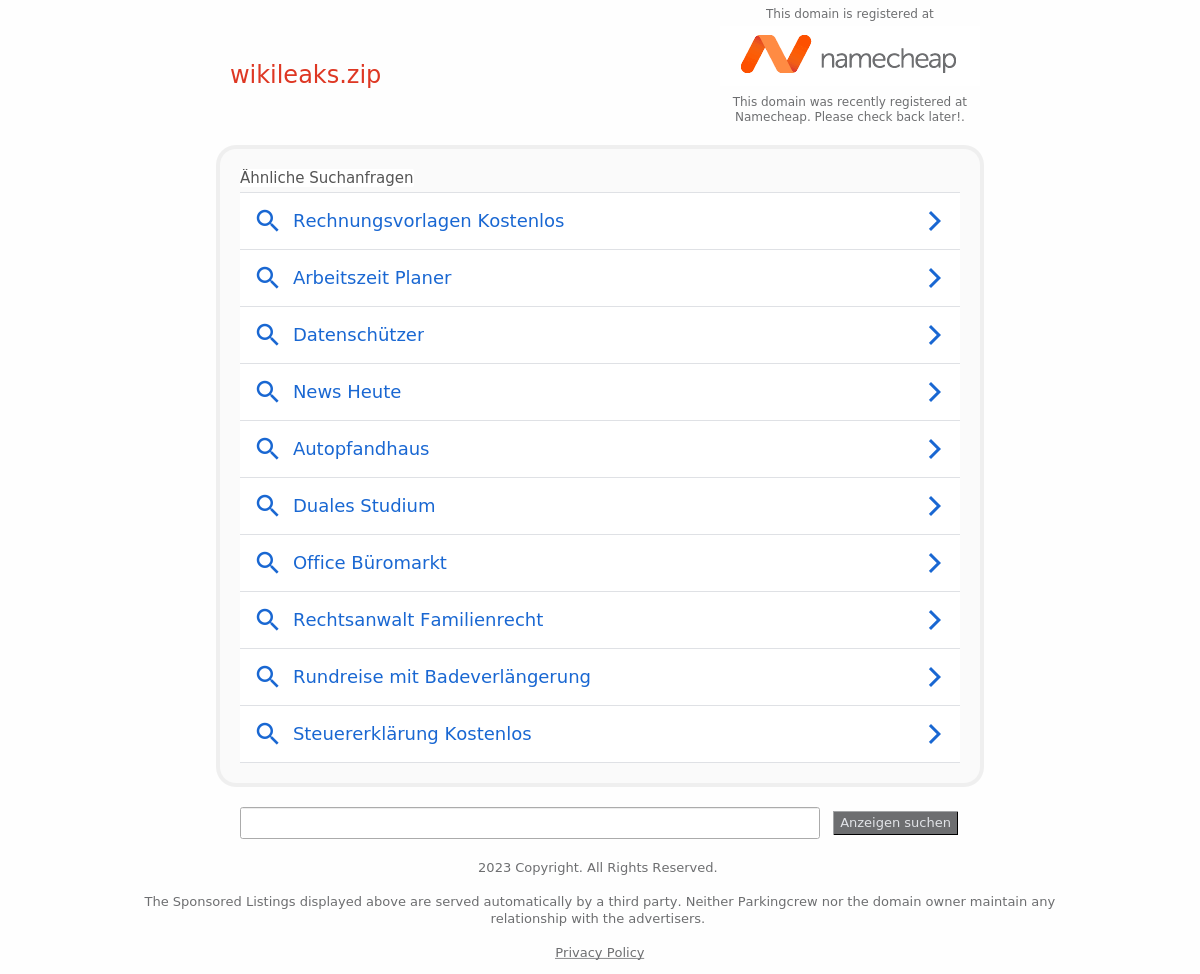 This domain is registered at
namecheap
wikileaks.zip
This domain was recently registered at
Namecheap. Please check back later!.
Ähnliche Suchanfragen
Rechnungsvorlagen Kostenlos
Arbeitszeit Planer
Datenschützer
News Heute
Autopfandhaus
Duales Studium
Office Büromarkt
Rechtsanwalt Familienrecht
Rundreise mit Badeverlängerung
Steuererklärung Kostenlos
Anzeigen suchen
2023 Copyright. All Rights Reserved.
The Sponsored Listings displayed above are served automatically by a third party. Neither Parkingcrew nor the domain owner maintain any
relationship with the advertisers.
Privacy Policy